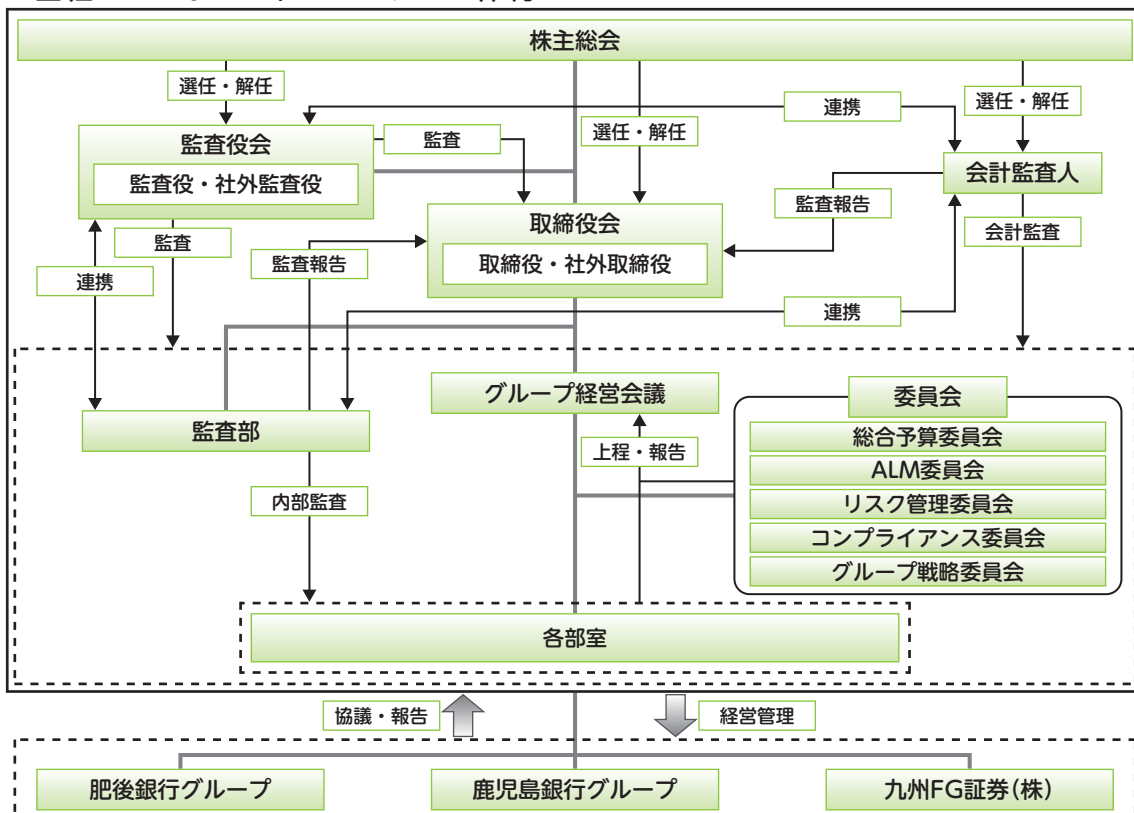 株主総会
選任・解任
連携
選任・解任
選任・解任
監査役会
監査役・社外監査役
監査
会計監査人
監査報告
取締役会
取締役・社外取締役
監査
監査報告
会計監査
連携
連携
グループ経営会議
委員会
監査部
上程・報告
総合予算委員会
ALM委員会
リスク管理委員会
コンプライアンス委員会
グループ戦略委員会
内部監査
各部室
協議・報告
経営管理
肥後銀行グループ
鹿児島銀行グループ
九州FG証券(株)